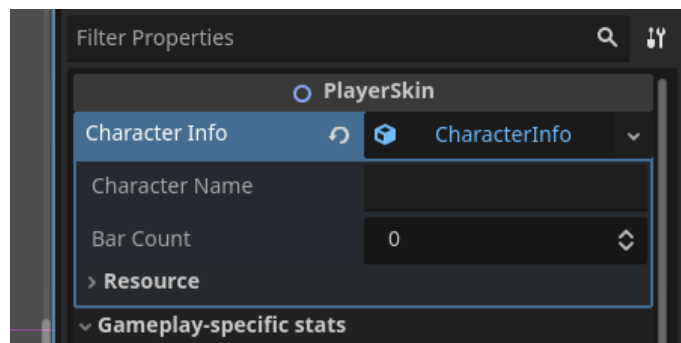 Filter Properties
PlayerSkin
Character Info CharacterInfo
Character Name
Bar Count 0
Resource
Gameplay-specific stats